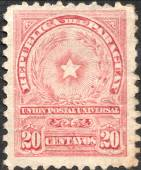 REPUBLICA DEL PARAGUAY
UNION POSTAL UNIVERSAL
20 CENTAVOS 20